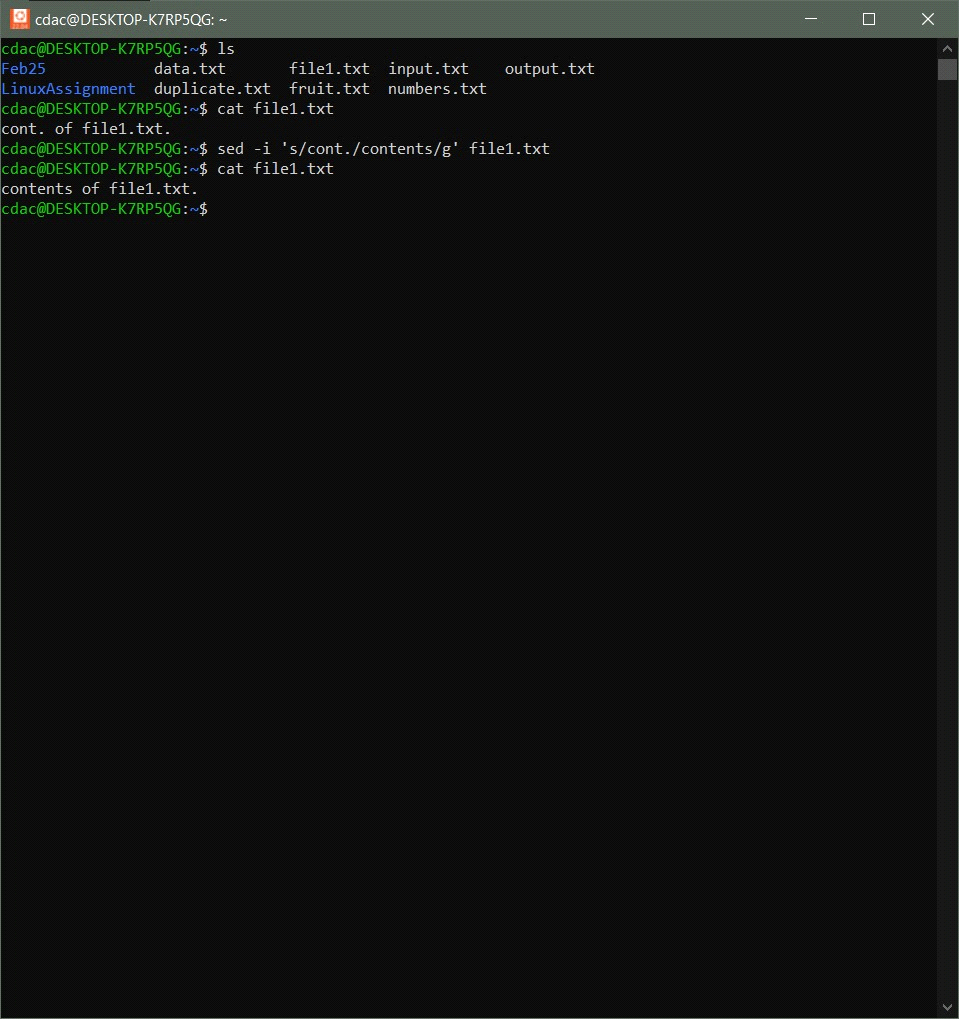 cdac@DESKTOP-K7RP5QG: ~
cdac@DESKTOP-K7RP5QG:~$ ls
Feb25            data.txt       file1.txt  input.txt    output.txt
LinuxAssignment  duplicate.txt  fruit.txt  numbers.txt
cdac@DESKTOP-K7RP5QG:~$ cat file1.txt
cont. of file1.txt.
cdac@DESKTOP-K7RP5QG:~$ sed -i 's/cont./contents/g' file1.txt
cdac@DESKTOP-K7RP5QG:~$ cat file1.txt
contents of file1.txt.
cdac@DESKTOP-K7RP5QG:~$